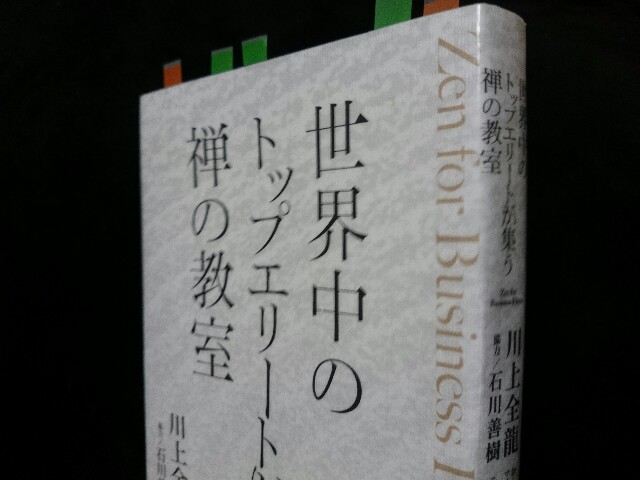 世界中の
トップエリートが
禅の教室
川上全
Zen for Business
世界中の
トップエリートが集う
禅の教室
川上全龍
協力／石川善樹